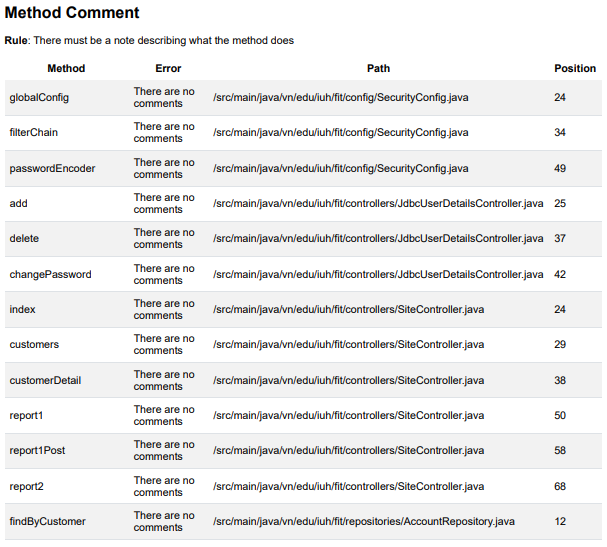 Method Comment
Rule: There must be a note describing what the method does
Method Error Path Position
globalConfig There are no comments /src/main/java/vn/edu/iuh/fit/config/SecurityConfig.java 24
filterChain There are no comments /src/main/java/vn/edu/iuh/fit/config/SecurityConfig.java 34
passwordEncoder There are no comments /src/main/java/vn/edu/iuh/fit/config/SecurityConfig.java 49
add There are no comments /src/main/java/vn/edu/iuh/fit/controllers/JdbcUserDetailsController.java 25
delete There are no comments /src/main/java/vn/edu/iuh/fit/controllers/JdbcUserDetailsController.java 37
changePassword There are no comments /src/main/java/vn/edu/iuh/fit/controllers/JdbcUserDetailsController.java 42
index There are no comments /src/main/java/vn/edu/iuh/fit/controllers/SiteController.java 24
customers There are no comments /src/main/java/vn/edu/iuh/fit/controllers/SiteController.java 29
customerDetail There are no comments /src/main/java/vn/edu/iuh/fit/controllers/SiteController.java 38
report1 There are no comments /src/main/java/vn/edu/iuh/fit/controllers/SiteController.java 50
report1Post There are no comments /src/main/java/vn/edu/iuh/fit/controllers/SiteController.java 58
report2 There are no comments /src/main/java/vn/edu/iuh/fit/controllers/SiteController.java 68
findByCustomer There are no comments /src/main/java/vn/edu/iuh/fit/repositories/AccountRepository.java 12